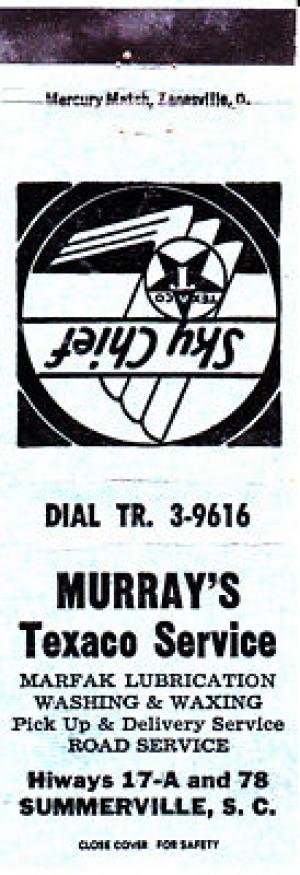 Mercury Match, Zanesville, O.
TEXACO
T
Sky Chief
DIAL TR. 3-9616
MURRAY'S
Texaco Service
MARFAK LUBRICATION
WASHING & WAXING
Pick Up & Delivery Service
ROAD SERVICE
Hiways 17-A and 78
SUMMERVILLE, S. C.
CLOSE COVER FOR SAFETY